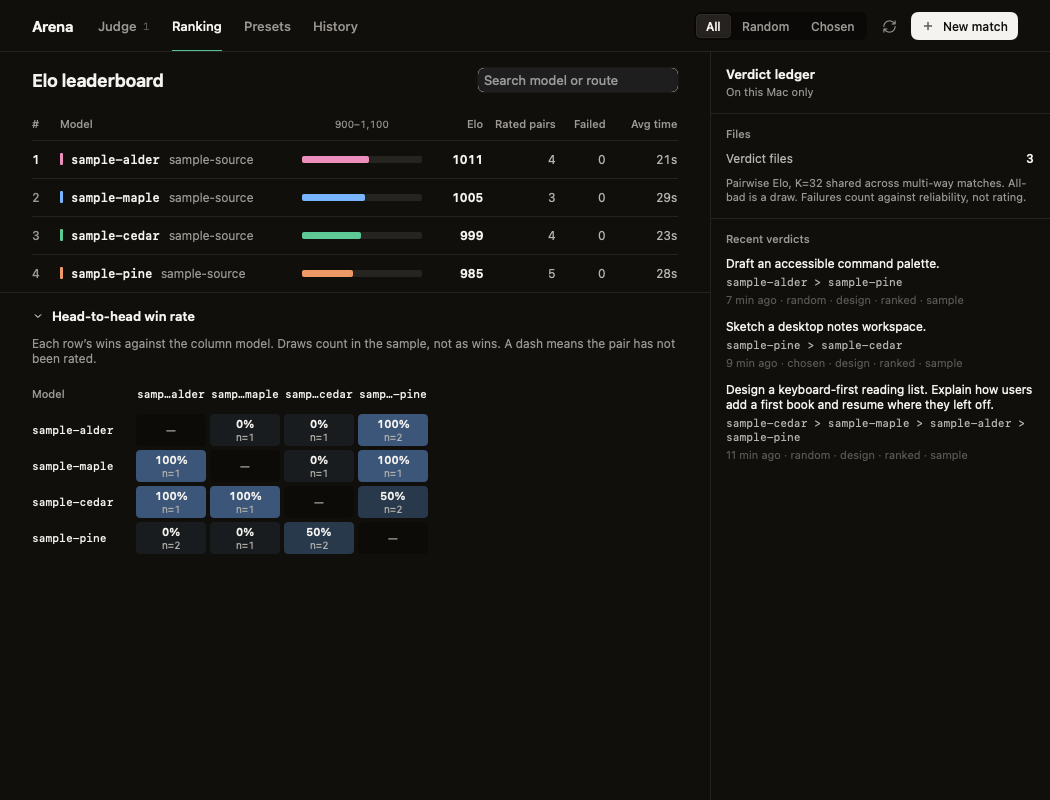 Arena Judge 1 Ranking Presets History All Random Chosen + New match
Elo leaderboard Search model or route
# Model 900–1,100 Elo Rated pairs Failed Avg time
1 sample-alder sample-source 1011 4 0 21s
2 sample-maple sample-source 1005 3 0 29s
3 sample-cedar sample-source 999 4 0 23s
4 sample-pine sample-source 985 5 0 28s
Head-to-head win rate
Each row's wins against the column model. Draws count in the sample, not as wins. A dash means the pair has not
been rated.
Model samp…alder samp…maple samp…cedar samp…-pine
sample-alder — 0% 0% 100%
n=1 n=1 n=2
sample-maple 100% — 0% 100%
n=1 n=1 n=1
sample-cedar 100% 100% — 50%
n=1 n=1 n=2
sample-pine 0% 0% 50% —
n=2 n=1 n=2
Verdict ledger
On this Mac only
Files
Verdict files 3
Pairwise Elo, K=32 shared across multi-way matches. All-
bad is a draw. Failures count against reliability, not rating.
Recent verdicts
Draft an accessible command palette.
sample-alder > sample-pine
7 min ago · random · design · ranked · sample
Sketch a desktop notes workspace.
sample-pine > sample-cedar
9 min ago · chosen · design · ranked · sample
Design a keyboard-first reading list. Explain how users
add a first book and resume where they left off.
sample-cedar > sample-maple > sample-alder >
sample-pine
11 min ago · random · design · ranked · sample